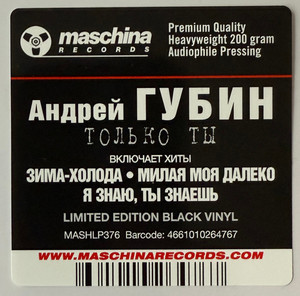 maschina
RECORDS
Premium Quality
Heavyweight 200 gram
Audiophile Pressing
Андрей ГУБИН
ТОЛЬКО ТЫ
ВКЛЮЧАЕТ ХИТЫ
ЗИМА-ХОЛОДА • МИЛАЯ МОЯ ДАЛЕКО
Я ЗНАЮ, ТЫ ЗНАЕШЬ
LIMITED EDITION BLACK VINYL
MASHLP376 Barcode: 4661010264767
WWW.MASCHINARECORDS.COM